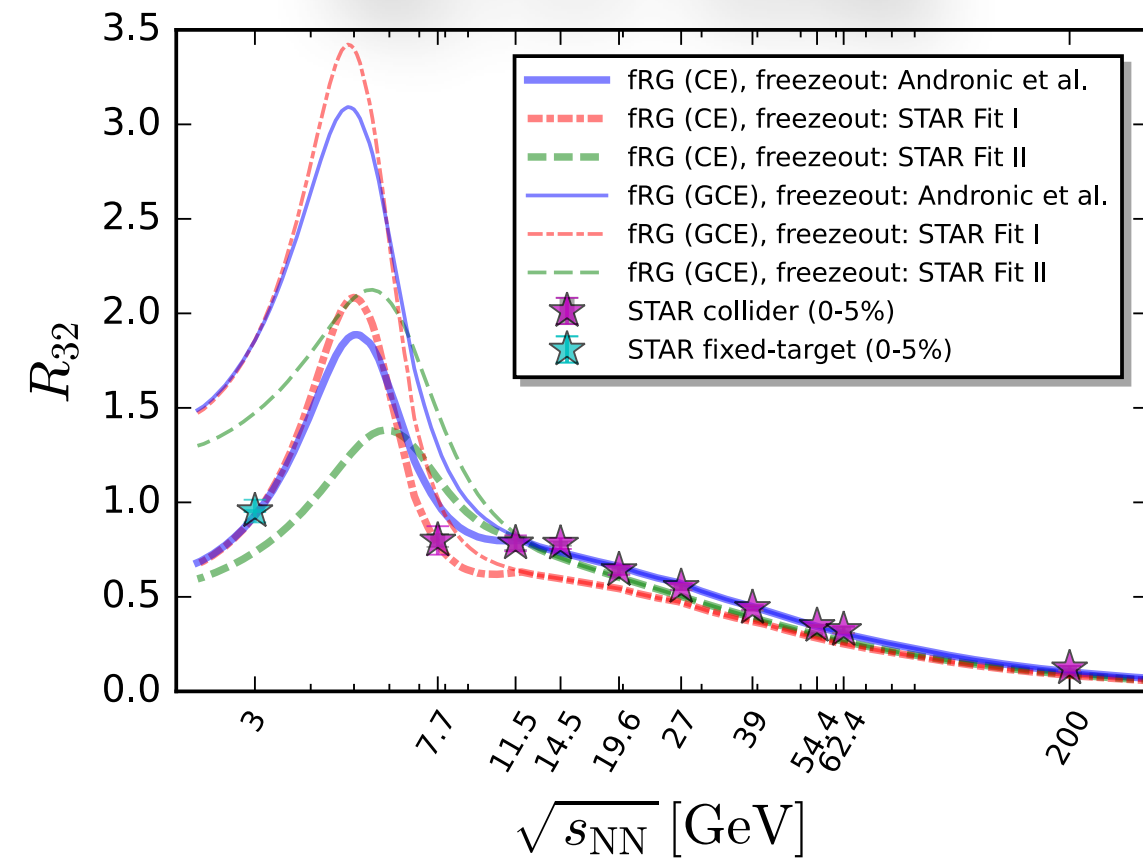 3.5
3.0
2.5
2.0
1.5
1.0
0.5
0.0
R₃₂
fRG (CE), freezeout: Andronic et al.
fRG (CE), freezeout: STAR Fit I
fRG (CE), freezeout: STAR Fit II
fRG (GCE), freezeout: Andronic et al.
fRG (GCE), freezeout: STAR Fit I
fRG (GCE), freezeout: STAR Fit II
STAR collider (0-5%)
STAR fixed-target (0-5%)
3 7.7 11.5 14.5 19.6 27 39 54.4 62.4 200
√s_NN [GeV]